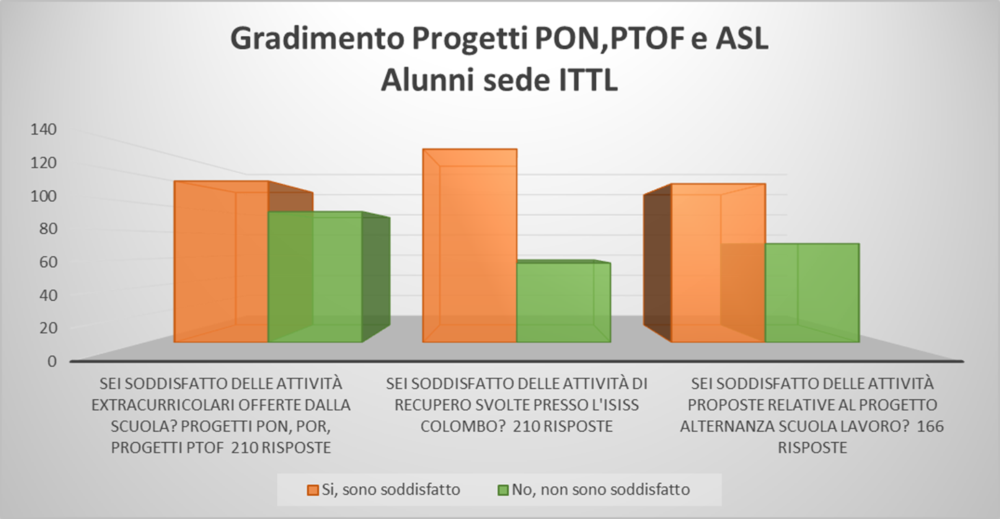 Gradimento Progetti PON,PTOF e ASL
Alunni sede ITTL
140
120
100
80
60
40
20
0
SEI SODDISFATTO DELLE ATTIVITÀ
EXTRACURRICOLARI OFFERTE DALLA
SCUOLA? PROGETTI PON, POR,
PROGETTI PTOF 210 RISPOSTE
SEI SODDISFATTO DELLE ATTIVITÀ DI
RECUPERO SVOLTE PRESSO L'ISISS
COLOMBO? 210 RISPOSTE
SEI SODDISFATTO DELLE ATTIVITÀ
PROPOSTE RELATIVE AL PROGETTO
ALTERNANZA SCUOLA LAVORO? 166
RISPOSTE
Si, sono soddisfatto
No, non sono soddisfatto